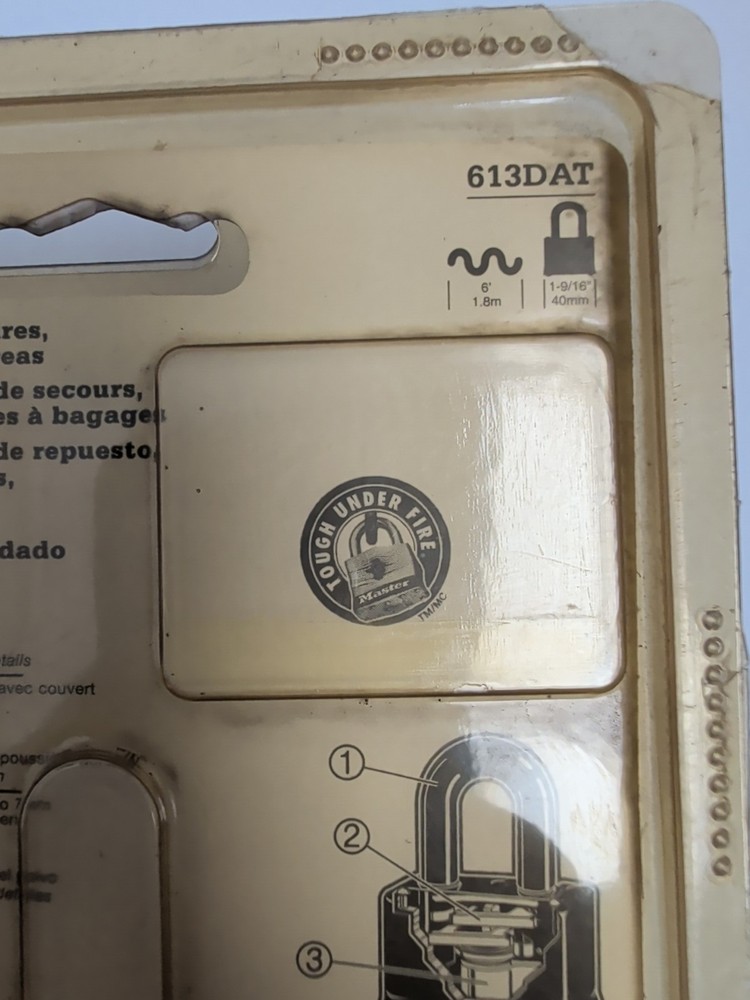 613DAT
6'
1.8m
1-9/16"
40mm
res,
eas
de secours,
es à bagages
de repuesto,
s,
dado
TOUGH UNDER FIRE
Master
TM/MC
tails
avec couvert
1
2
3